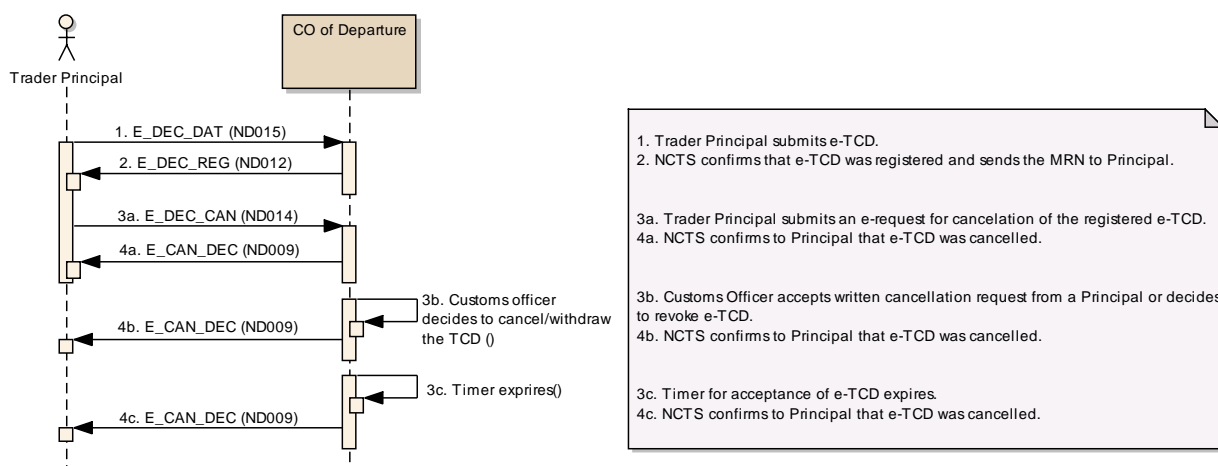 CO of Departure
Trader Principal
1. E_DEC_DAT (ND015)
2. E_DEC_REG (ND012)
3a. E_DEC_CAN (ND014)
4a. E_CAN_DEC (ND009)
3b. Customs officer
decides to cancel/withdraw
the TCD ()
4b. E_CAN_DEC (ND009)
3c. Timer exprires()
4c. E_CAN_DEC (ND009)
1. Trader Principal submits e-TCD.
2. NCTS confirms that e-TCD was registered and sends the MRN to Principal.
3a. Trader Principal submits an e-request for cancelation of the registered e-TCD.
4a. NCTS confirms to Principal that e-TCD was cancelled.
3b. Customs Officer accepts written cancellation request from a Principal or decides
to revoke e-TCD.
4b. NCTS confirms to Principal that e-TCD was cancelled.
3c. Timer for acceptance of e-TCD expires.
4c. NCTS confirms to Principal that e-TCD was cancelled.